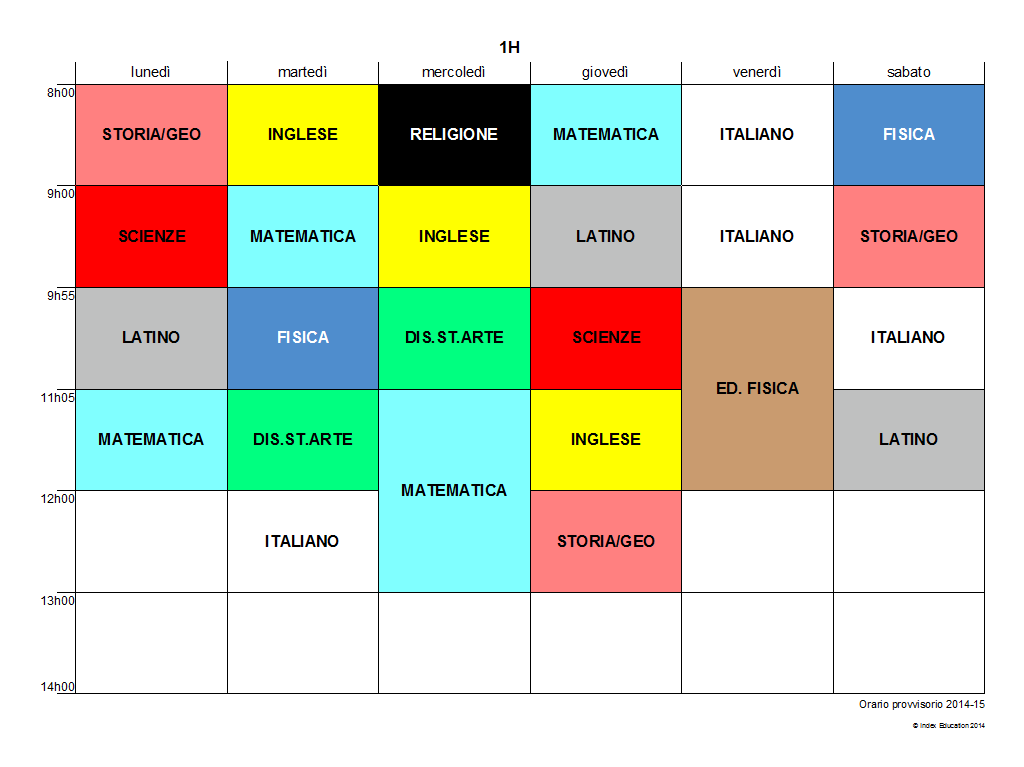 1H
lunedì martedì mercoledì giovedì venerdì sabato
8h00
STORIA/GEO INGLESE RELIGIONE MATEMATICA ITALIANO FISICA
9h00
SCIENZE MATEMATICA INGLESE LATINO ITALIANO STORIA/GEO
9h55
LATINO FISICA DIS.ST.ARTE SCIENZE ITALIANO
ED. FISICA
11h05
MATEMATICA DIS.ST.ARTE INGLESE LATINO
MATEMATICA
12h00
ITALIANO STORIA/GEO
13h00
14h00
Orario provvisorio 2014-15
© Index Education 2014